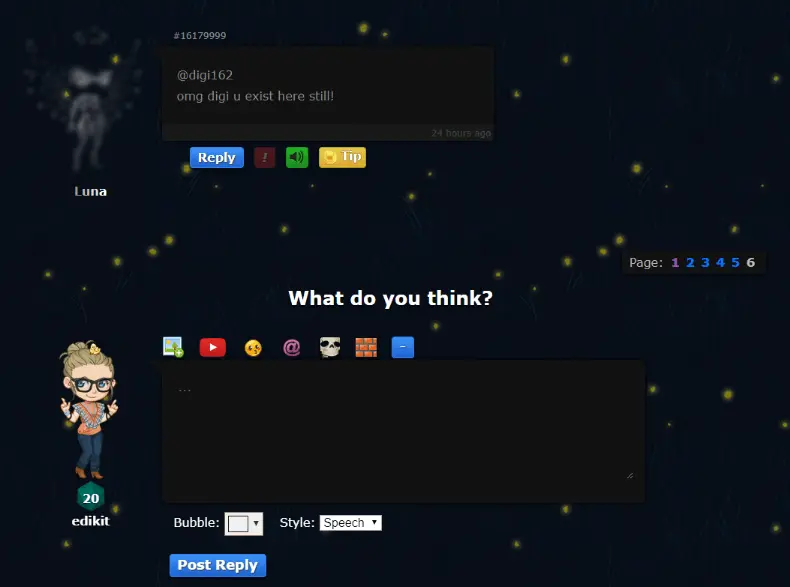 #16179999
@digi162
omg digi u exist here still!
24 hours ago
Reply ! Tip
Luna
Page: 1 2 3 4 5 6
What do you think?
@ -
...
20
edikit
Bubble: Style: Speech
Post Reply